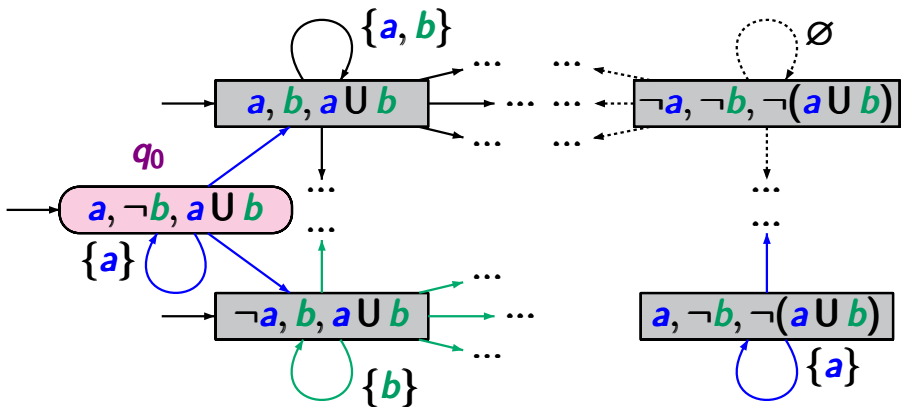 {a, b}
∅
... ...
a, b, a U b
... ...
¬a, ¬b, ¬(a U b)
... ...
q0
...
...
a, ¬b, a U b
...
...
{a}
...
¬a, b, a U b
...
a, ¬b, ¬(a U b)
...
{b}
{a}